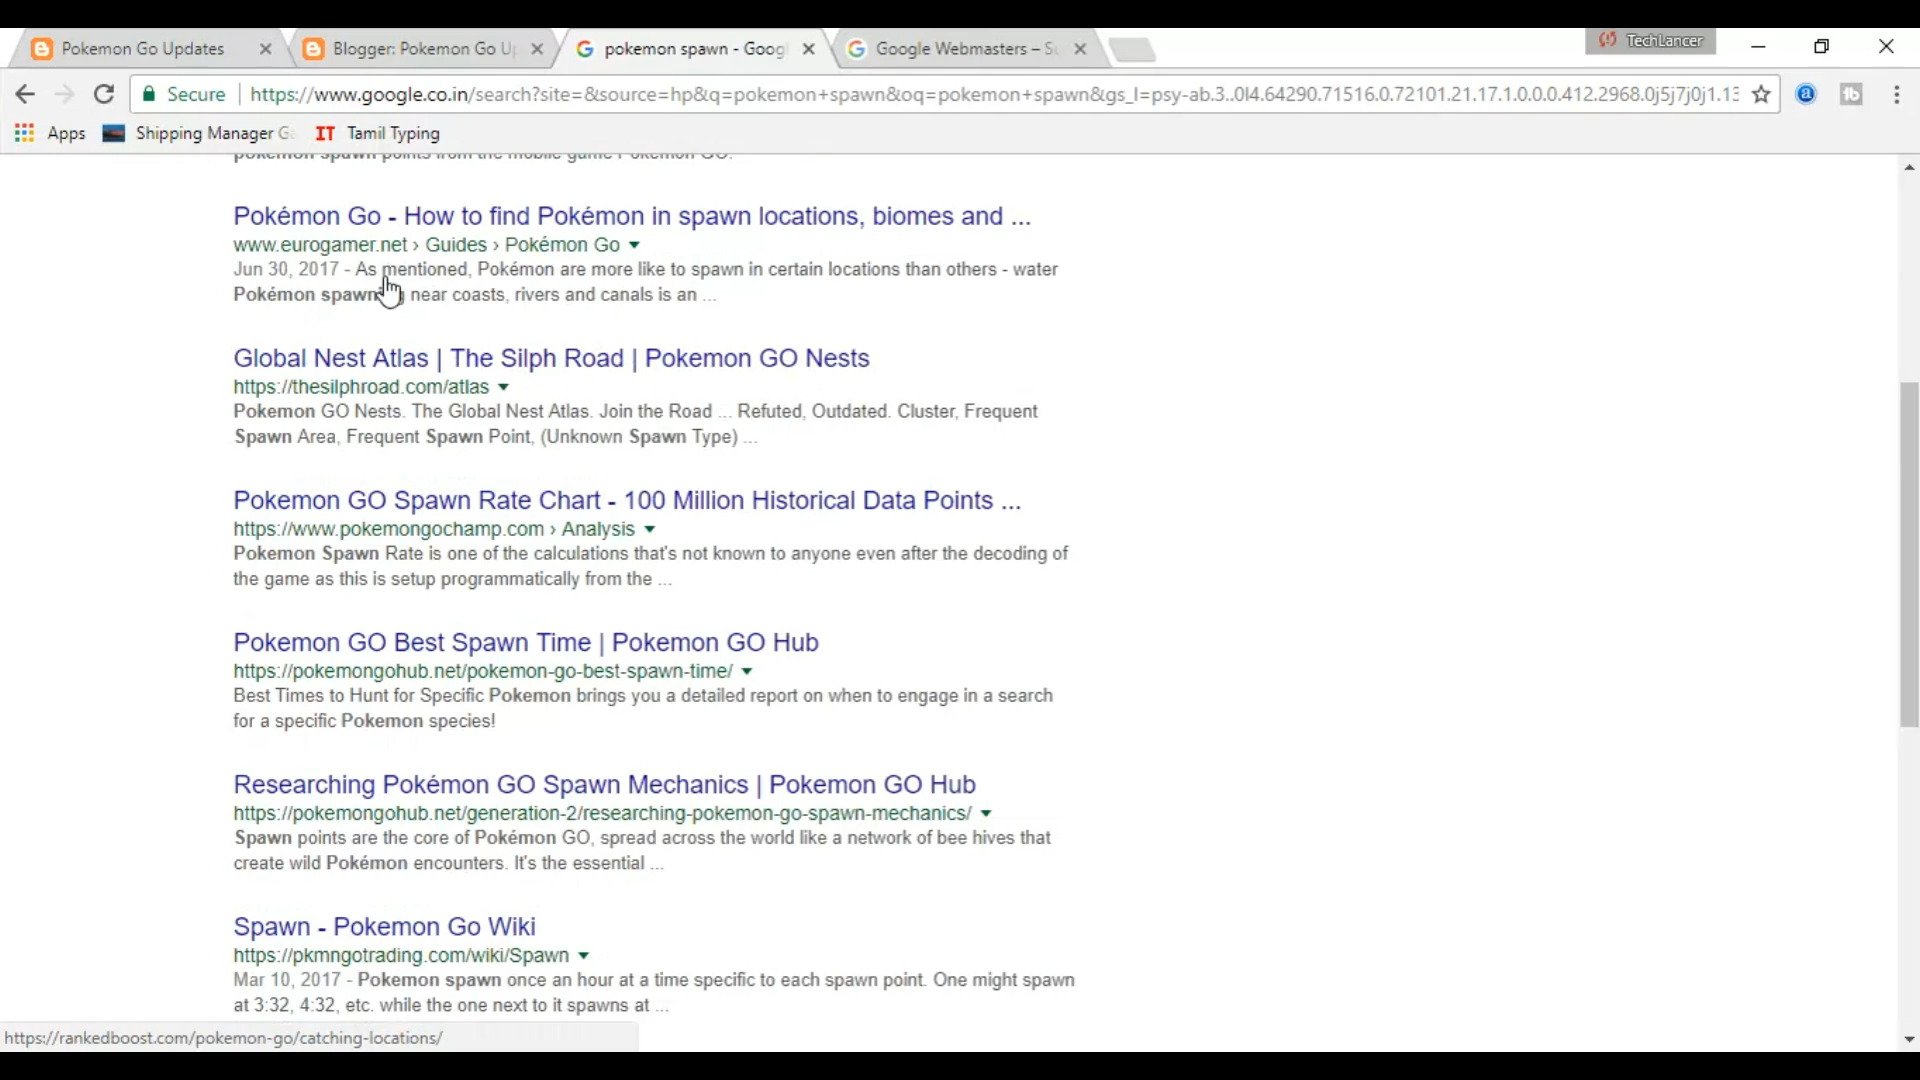 Pokemon Go Updates
Blogger: Pokemon Go Up
pokemon spawn - Goog
Google Webmasters – Su
TechLancer
Secure
https://www.google.co.in/search?site=&source=hp&q=pokemon+spawn&oq=pokemon+spawn&gs_l=psy-ab.3..0l4.64290.71516.0.72101.21.17.1.0.0.0.412.2968.0j5j7j0j1.13
Apps
Shipping Manager Ga
IT Tamil Typing
pokemon spawn points from the mobile game Pokemon GO.
Pokémon Go - How to find Pokémon in spawn locations, biomes and ...
www.eurogamer.net › Guides › Pokémon Go
Jun 30, 2017 - As mentioned, Pokémon are more like to spawn in certain locations than others - water
Pokémon spawning near coasts, rivers and canals is an ...
Global Nest Atlas | The Silph Road | Pokemon GO Nests
https://thesilphroad.com/atlas
Pokemon GO Nests. The Global Nest Atlas. Join the Road ... Refuted, Outdated. Cluster, Frequent
Spawn Area, Frequent Spawn Point, (Unknown Spawn Type) ...
Pokemon GO Spawn Rate Chart - 100 Million Historical Data Points ...
https://www.pokemongochamp.com › Analysis
Pokemon Spawn Rate is one of the calculations that's not known to anyone even after the decoding of
the game as this is setup programmatically from the ...
Pokemon GO Best Spawn Time | Pokemon GO Hub
https://pokemongohub.net/pokemon-go-best-spawn-time/
Best Times to Hunt for Specific Pokemon brings you a detailed report on when to engage in a search
for a specific Pokemon species!
Researching Pokémon GO Spawn Mechanics | Pokemon GO Hub
https://pokemongohub.net/generation-2/researching-pokemon-go-spawn-mechanics/
Spawn points are the core of Pokémon GO, spread across the world like a network of bee hives that
create wild Pokémon encounters. It's the essential ...
Spawn - Pokemon Go Wiki
https://pkmngotrading.com/wiki/Spawn
Mar 10, 2017 - Pokemon spawn once an hour at a time specific to each spawn point. One might spawn
at 3:32, 4:32, etc. while the one next to it spawns at ...
https://rankedboost.com/pokemon-go/catching-locations/